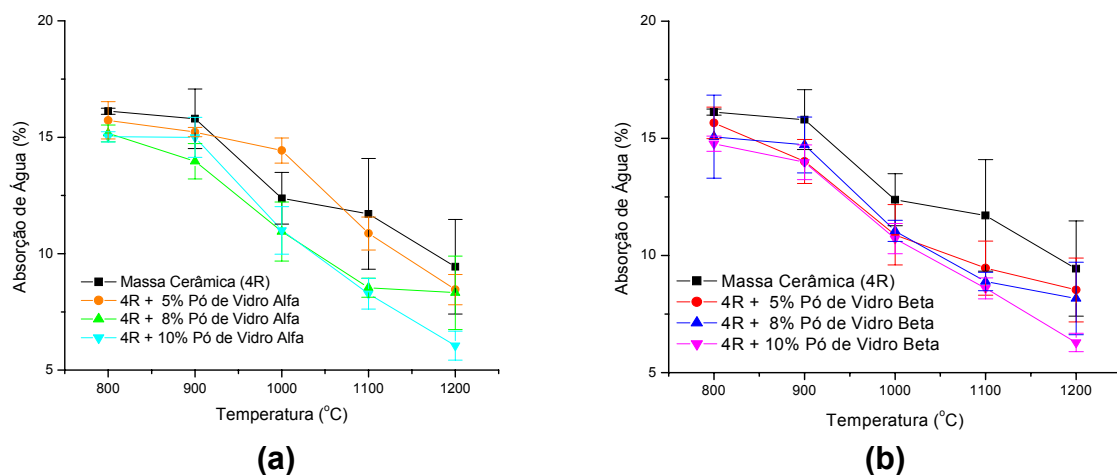 20
15
10
5
Absorção de Água (%)
Massa Cerâmica (4R)
4R + 5% Pó de Vidro Alfa
4R + 8% Pó de Vidro Alfa
4R + 10% Pó de Vidro Alfa
800 900 1000 1100 1200
Temperatura (°C)
(a)
20
15
10
5
Absorção de Água (%)
Massa Cerâmica (4R)
4R + 5% Pó de Vidro Beta
4R + 8% Pó de Vidro Beta
4R + 10% Pó de Vidro Beta
800 900 1000 1100 1200
Temperatura (°C)
(b)